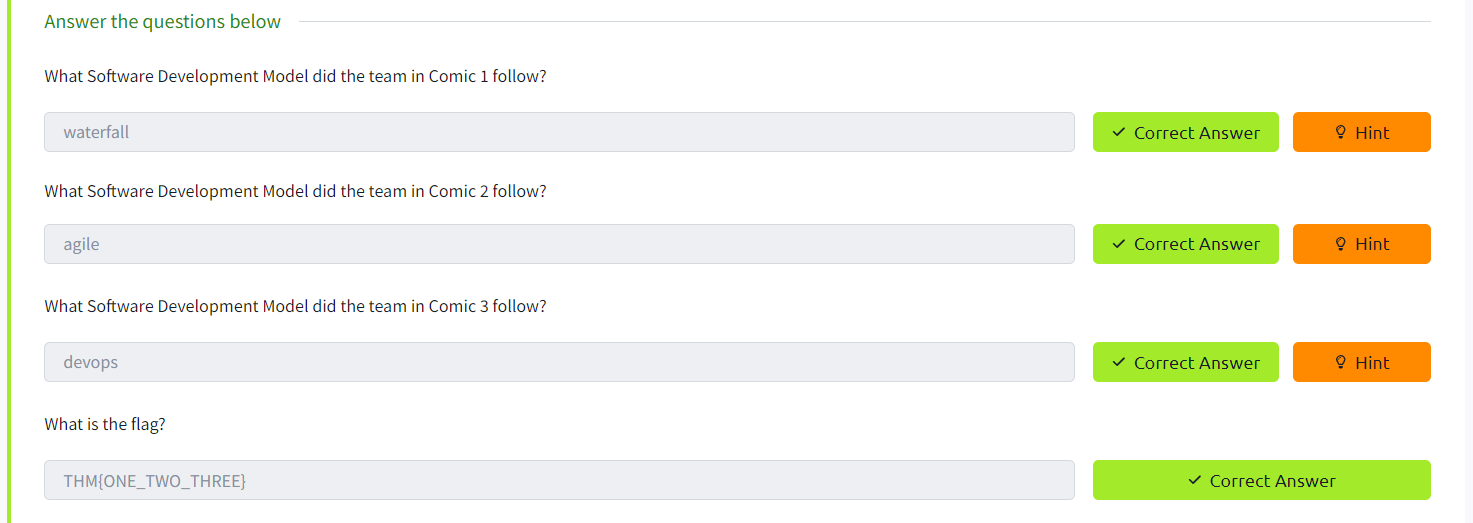 Answer the questions below
What Software Development Model did the team in Comic 1 follow?
waterfall Correct Answer Hint
What Software Development Model did the team in Comic 2 follow?
agile Correct Answer Hint
What Software Development Model did the team in Comic 3 follow?
devops Correct Answer Hint
What is the flag?
THM{ONE_TWO_THREE} Correct Answer